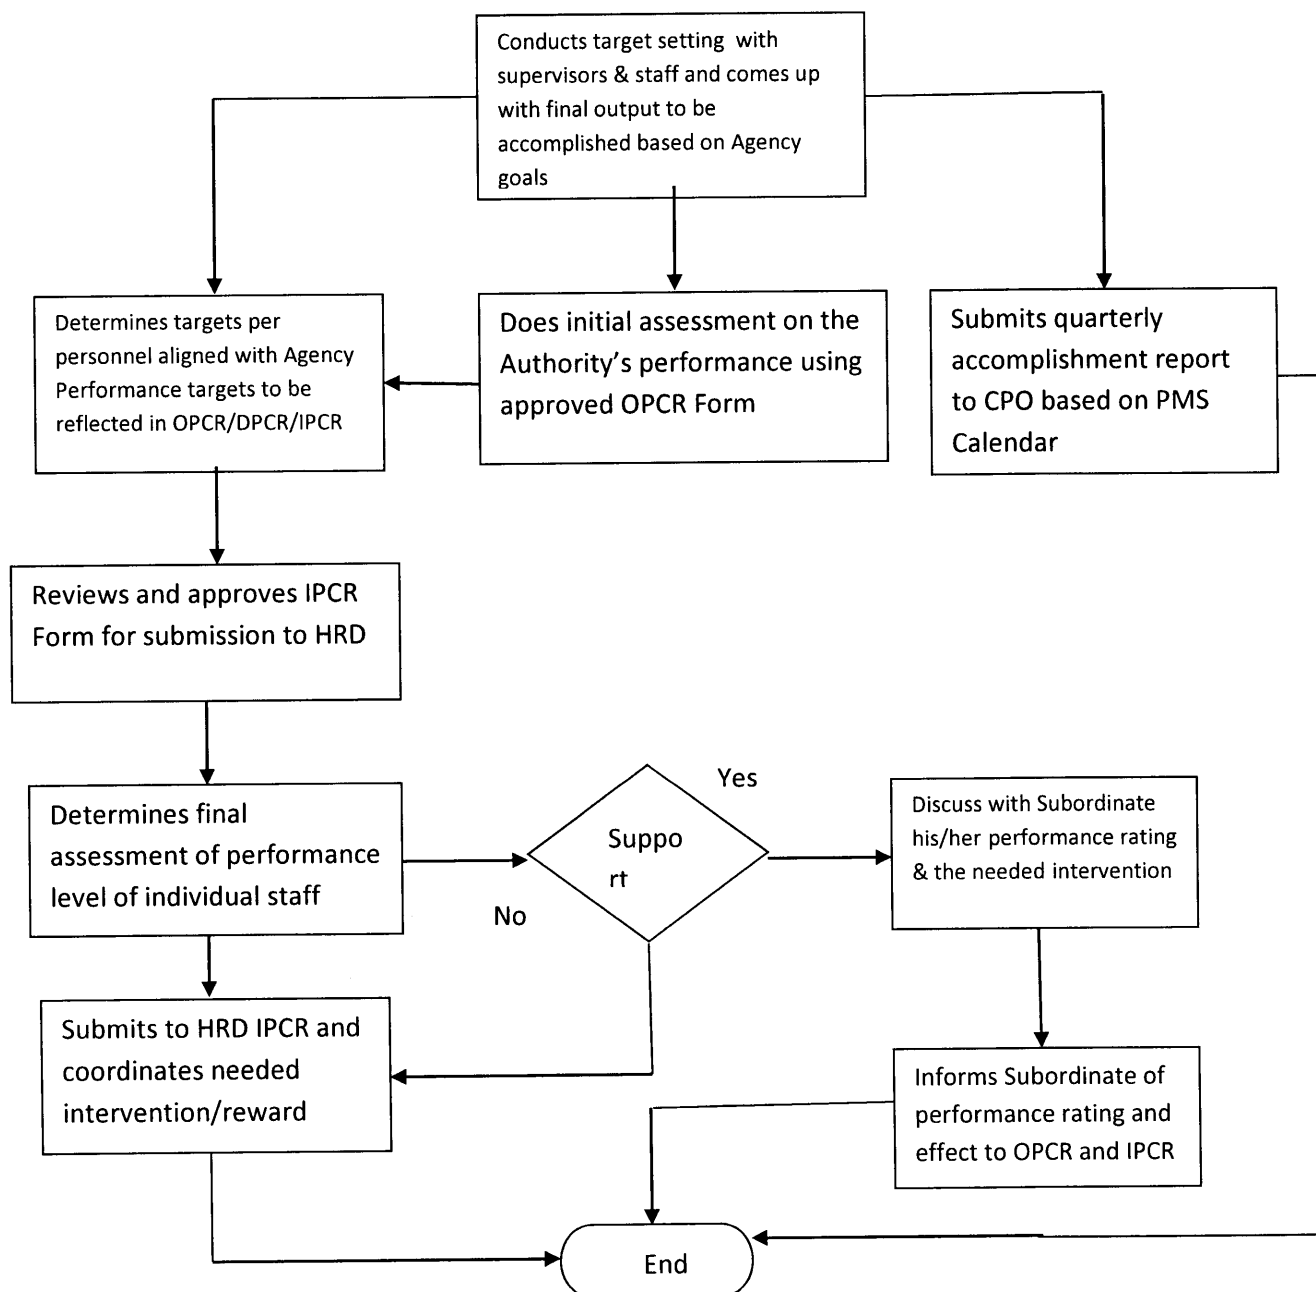 Conducts target setting with
supervisors & staff and comes up
with final output to be
accomplished based on Agency
goals
Determines targets per
personnel aligned with Agency
Performance targets to be
reflected in OPCR/DPCR/IPCR
Does initial assessment on the
Authority's performance using
approved OPCR Form
Submits quarterly
accomplishment report
to CPO based on PMS
Calendar
Reviews and approves IPCR
Form for submission to HRD
Determines final
assessment of performance
level of individual staff
Suppo
rt
Yes
No
Discuss with Subordinate
his/her performance rating
& the needed intervention
Submits to HRD IPCR and
coordinates needed
intervention/reward
Informs Subordinate of
performance rating and
effect to OPCR and IPCR
End